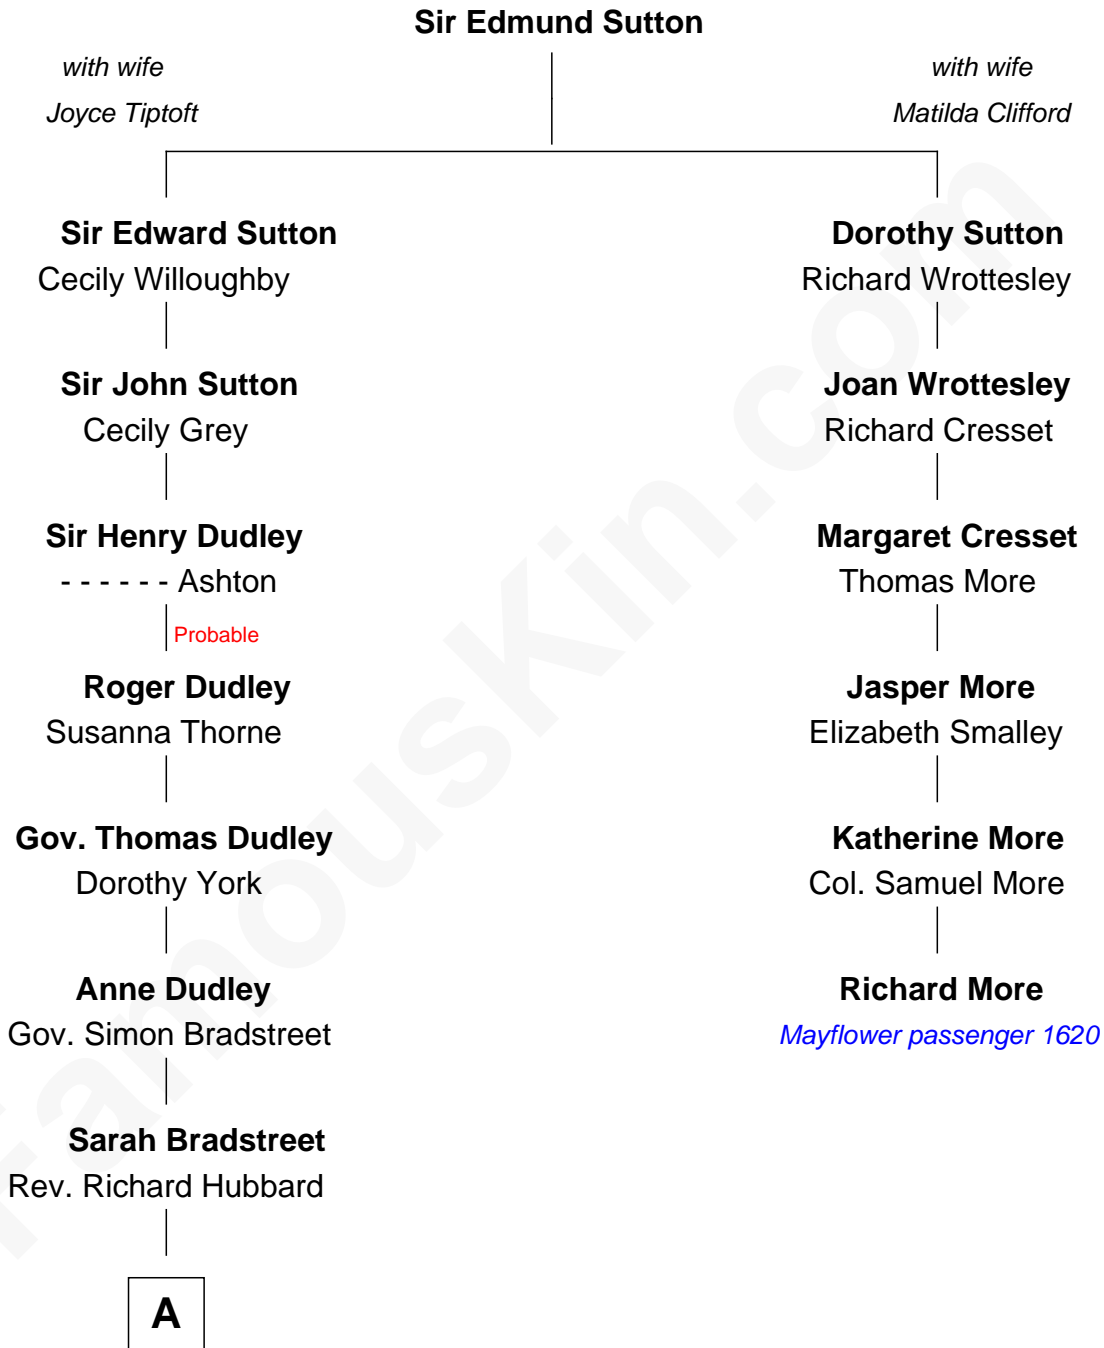 Sir Edmund Sutton
with wife
Joyce Tiptoft
with wife
Matilda Clifford
Sir Edward Sutton
Cecily Willoughby
Dorothy Sutton
Richard Wrottesley
Sir John Sutton
Cecily Grey
Joan Wrottesley
Richard Cresset
Sir Henry Dudley
- - - - - - Ashton
Probable
Margaret Cresset
Thomas More
Roger Dudley
Susanna Thorne
Jasper More
Elizabeth Smalley
Gov. Thomas Dudley
Dorothy York
Katherine More
Col. Samuel More
Anne Dudley
Gov. Simon Bradstreet
Richard More
Mayflower passenger 1620
Sarah Bradstreet
Rev. Richard Hubbard
A
FamousKin.com